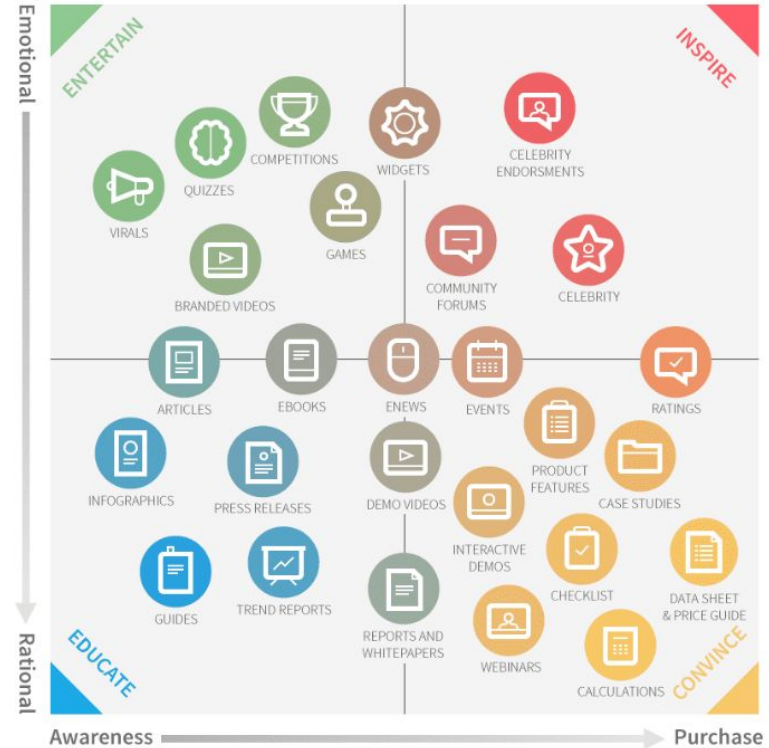 Emotional
ENTERTAIN
INSPIRE
COMPETITIONS
WIDGETS
CELEBRITY
ENDORSMENTS
QUIZZES
VIRALS
GAMES
BRANDED VIDEOS
COMMUNITY
FORUMS
CELEBRITY
ARTICLES
EBOOKS
ENEWS
EVENTS
RATINGS
INFOGRAPHICS
PRESS RELEASES
DEMO VIDEOS
PRODUCT
FEATURES
CASE STUDIES
INTERACTIVE
DEMOS
GUIDES
TREND REPORTS
CHECKLIST
DATA SHEET
& PRICE GUIDE
REPORTS AND
WHITEPAPERS
WEBINARS
CALCULATIONS
Rational
EDUCATE
CONVINCE
Awareness
Purchase